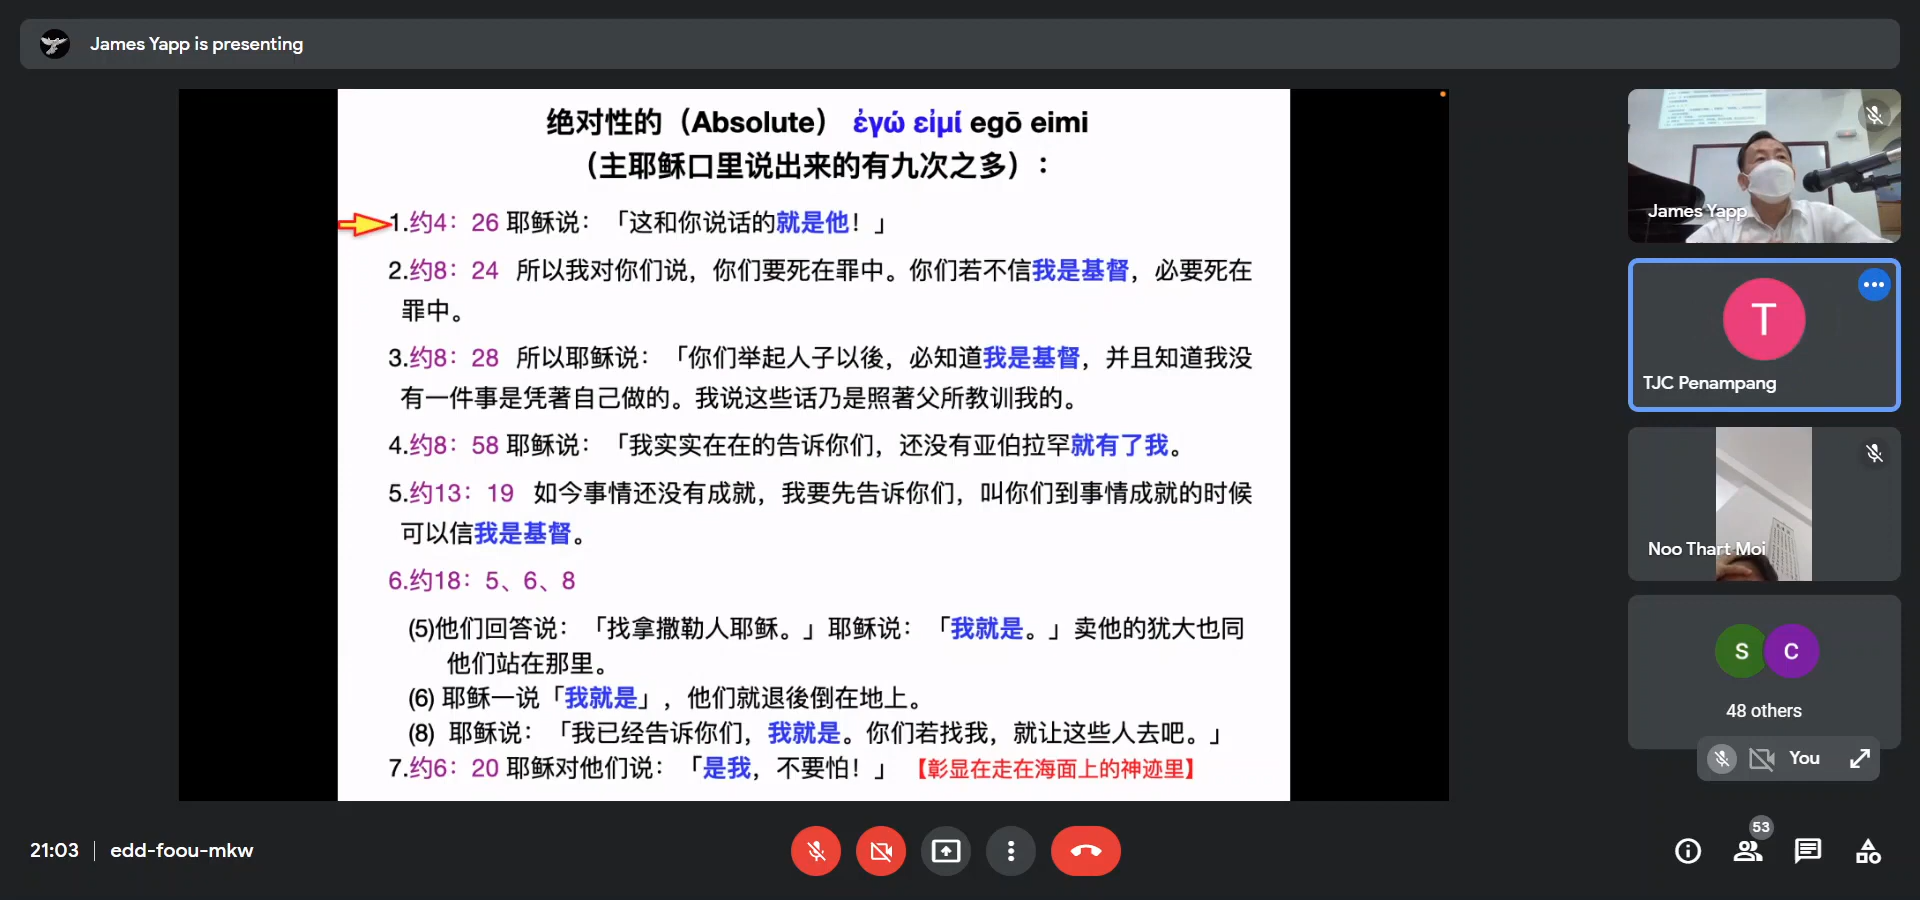 James Yapp is presenting
绝对性的（Absolute） ἐγώ εἰμί egō eimi
（主耶稣口里说出来的有九次之多）：
1.约4：26 耶稣说：「这和你说话的就是他！」
2.约8：24 所以我对你们说，你们要死在罪中。你们若不信我是基督，必要死在
罪中。
3.约8：28 所以耶稣说：「你们举起人子以後，必知道我是基督，并且知道我没
有一件事是凭著自己做的。我说这些话乃是照著父所教训我的。
4.约8：58 耶稣说：「我实实在在的告诉你们，还没有亚伯拉罕就有了我。
5.约13：19 如今事情还没有成就，我要先告诉你们，叫你们到事情成就的时候
可以信我是基督。
6.约18：5、6、8
(5)他们回答说：「找拿撒勒人耶稣。」耶稣说：「我就是。」卖他的犹大也同
他们站在那里。
(6) 耶稣一说「我就是」，他们就退後倒在地上。
(8) 耶稣说：「我已经告诉你们，我就是。你们若找我，就让这些人去吧。」
7.约6：20 耶稣对他们说：「是我，不要怕！」【彰显在走在海面上的神迹里】
James Yapp
T
TJC Penampang
Noo Thart Moi
S C
48 others
You
21:03 edd-foou-mkw
53